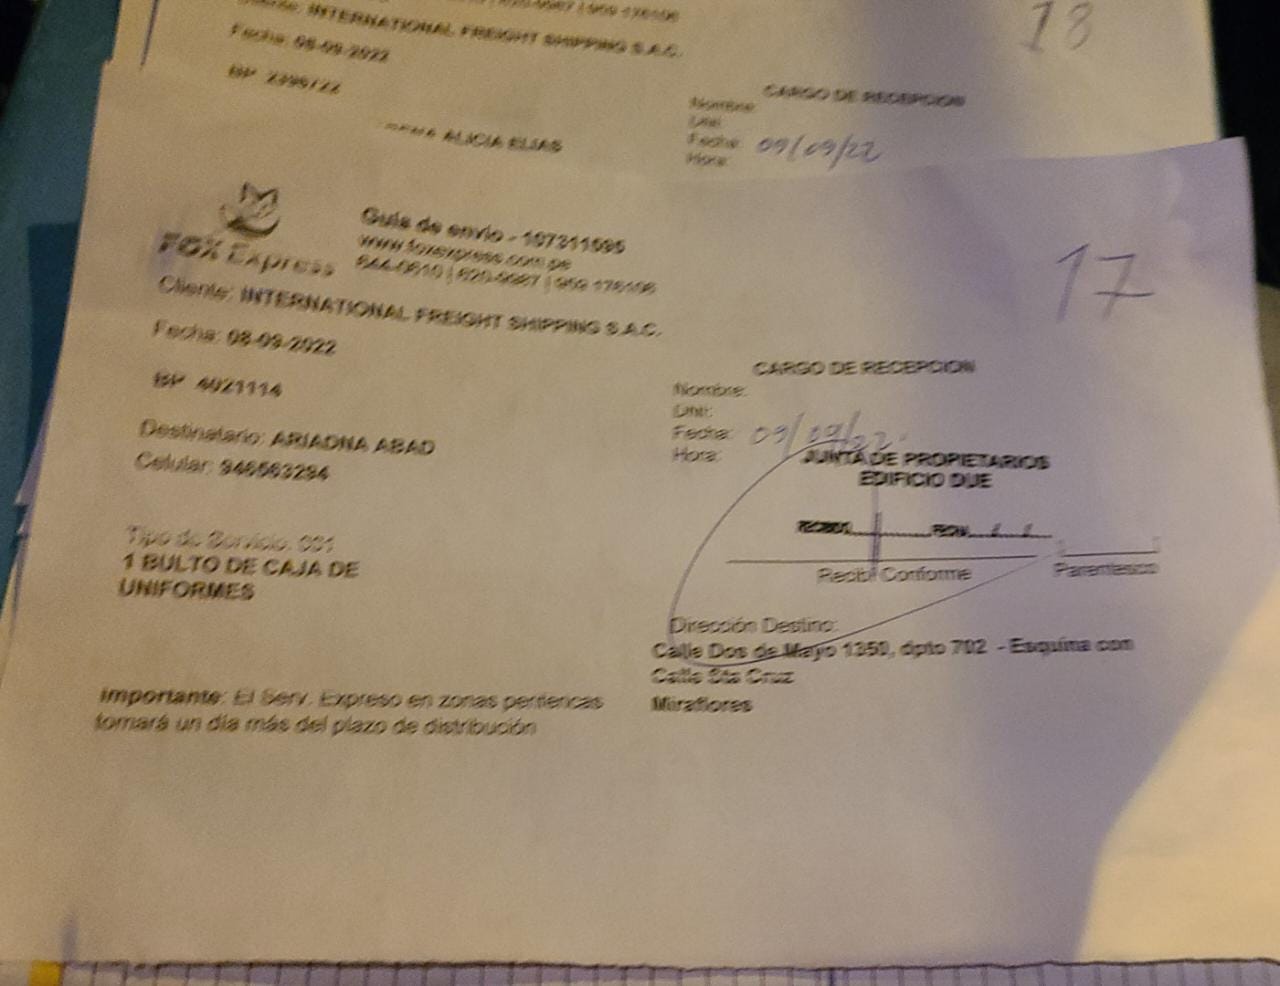 Cliente: INTERNATIONAL FREIGHT SHIPPING S.A.C.
18
Fecha: 08-09-2022
BP
CARGO DE RECEPCION
Nombre:
DNI:
ALICIA ELIAS
Fecha: 09/09/22
Hora:
FOX Express
Guía de envío - 107311695
www.foxexpress.com.pe
17
Cliente: INTERNATIONAL FREIGHT SHIPPING S.A.C.
Fecha: 08-09-2022
CARGO DE RECEPCION
BP 4021114
Nombre:
DNI:
Destinatario: ARIADNA ABAD
Fecha: 09/09/22.
Hora:
JUNTA DE PROPIETARIOS
EDIFICIO DUE
Celular: 946563294
Tipo de Servicio: 031
1 BULTO DE CAJA DE
UNIFORMES
Recibí Conforme
Parentesco
Dirección Destino:
Calle Dos de Mayo 1350, dpto 702 - Esquina con
Calle Sta Cruz
Miraflores
Importante: El Serv. Expreso en zonas perifericas
tomará un día más del plazo de distribución